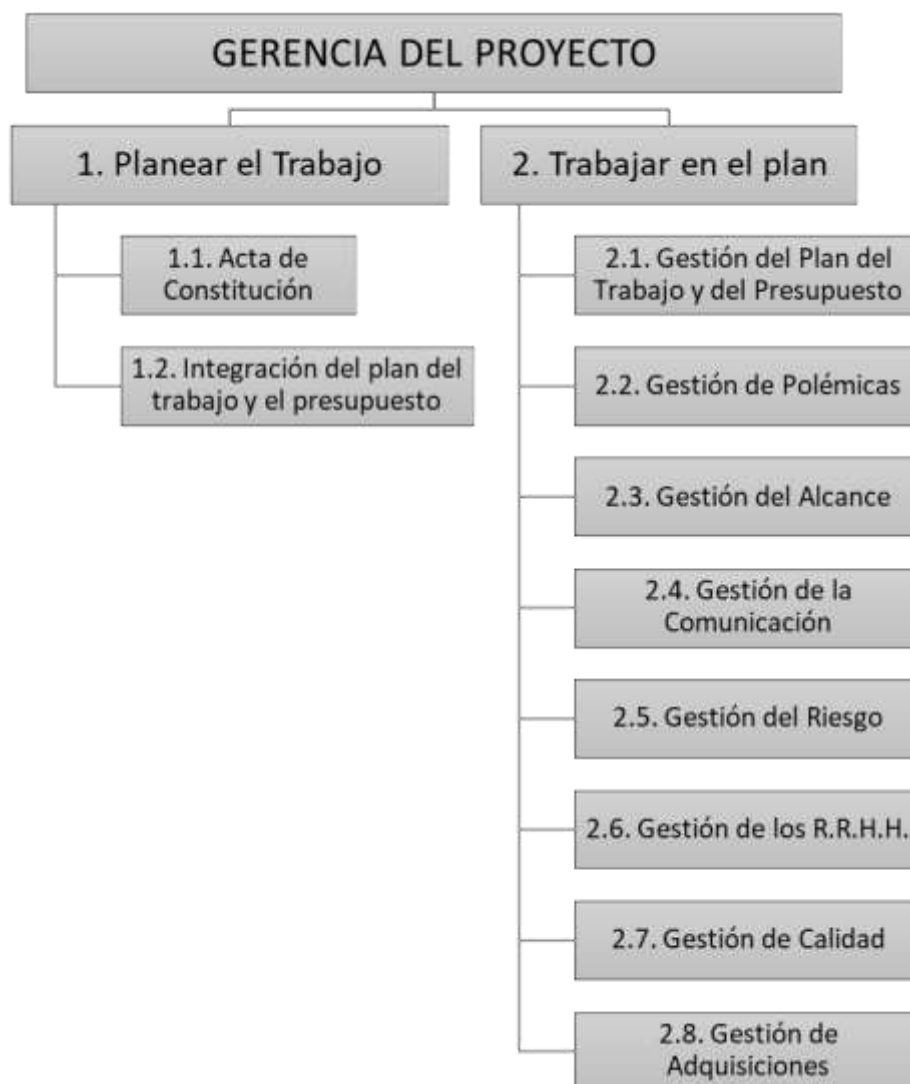 GERENCIA DEL PROYECTO
1. Planear el Trabajo
1.1. Acta de
Constitución
1.2. Integración del plan del
trabajo y el presupuesto
2. Trabajar en el plan
2.1. Gestión del Plan del
Trabajo y del Presupuesto
2.2. Gestión de Polémicas
2.3. Gestión del Alcance
2.4. Gestión de la
Comunicación
2.5. Gestión del Riesgo
2.6. Gestión de los R.R.H.H.
2.7. Gestión de Calidad
2.8. Gestión de
Adquisiciones